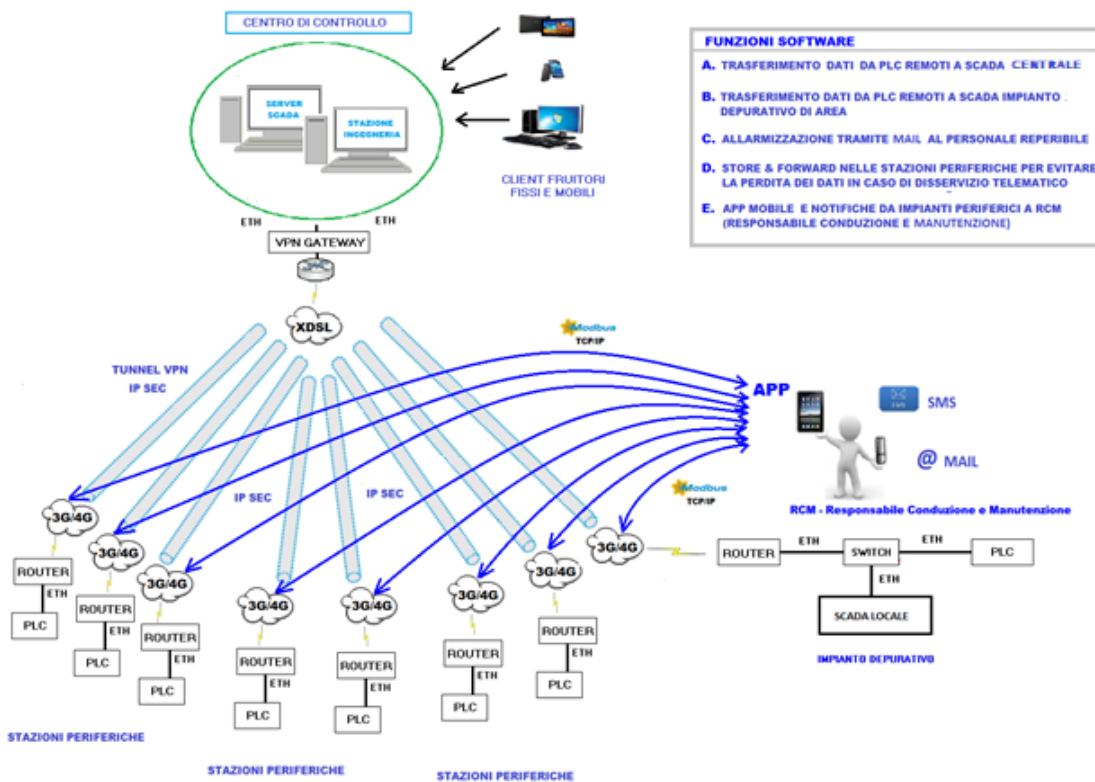 CENTRO DI CONTROLLO
SERVER
SCADA
STAZIONE
INGEGNERIA
CLIENT FRUITORI
FISSI E MOBILI
FUNZIONI SOFTWARE
A. TRASFERIMENTO DATI DA PLC REMOTI A SCADA CENTRALE
B. TRASFERIMENTO DATI DA PLC REMOTI A SCADA IMPIANTO
DEPURATIVO DI AREA
C. ALLARMIZZAZIONE TRAMITE MAIL AL PERSONALE REPERIBILE
D. STORE & FORWARD NELLE STAZIONI PERIFERICHE PER EVITARE
LA PERDITA DEI DATI IN CASO DI DISSERVIZIO TELEMATICO
E. APP MOBILE E NOTIFICHE DA IMPIANTI PERIFERICI A RCM
(RESPONSABILE CONDUZIONE E MANUTENZIONE)
ETH
ETH
VPN GATEWAY
XDSL
Modbus
TCP/IP
TUNNEL VPN
IP SEC
APP
SMS
@ MAIL
IP SEC
IP SEC
Modbus
TCP/IP
RCM - Responsabile Conduzione e Manutenzione
3G/4G
ROUTER
ETH
PLC
3G/4G
ROUTER
ETH
PLC
3G/4G
ROUTER
ETH
PLC
3G/4G
ROUTER
ETH
PLC
3G/4G
ROUTER
ETH
PLC
3G/4G
ROUTER
ETH
PLC
3G/4G
ROUTER
ETH
PLC
3G/4G
ROUTER
ETH
SWITCH
ETH
PLC
ETH
SCADA LOCALE
IMPIANTO DEPURATIVO
STAZIONI PERIFERICHE
STAZIONI PERIFERICHE
STAZIONI PERIFERICHE